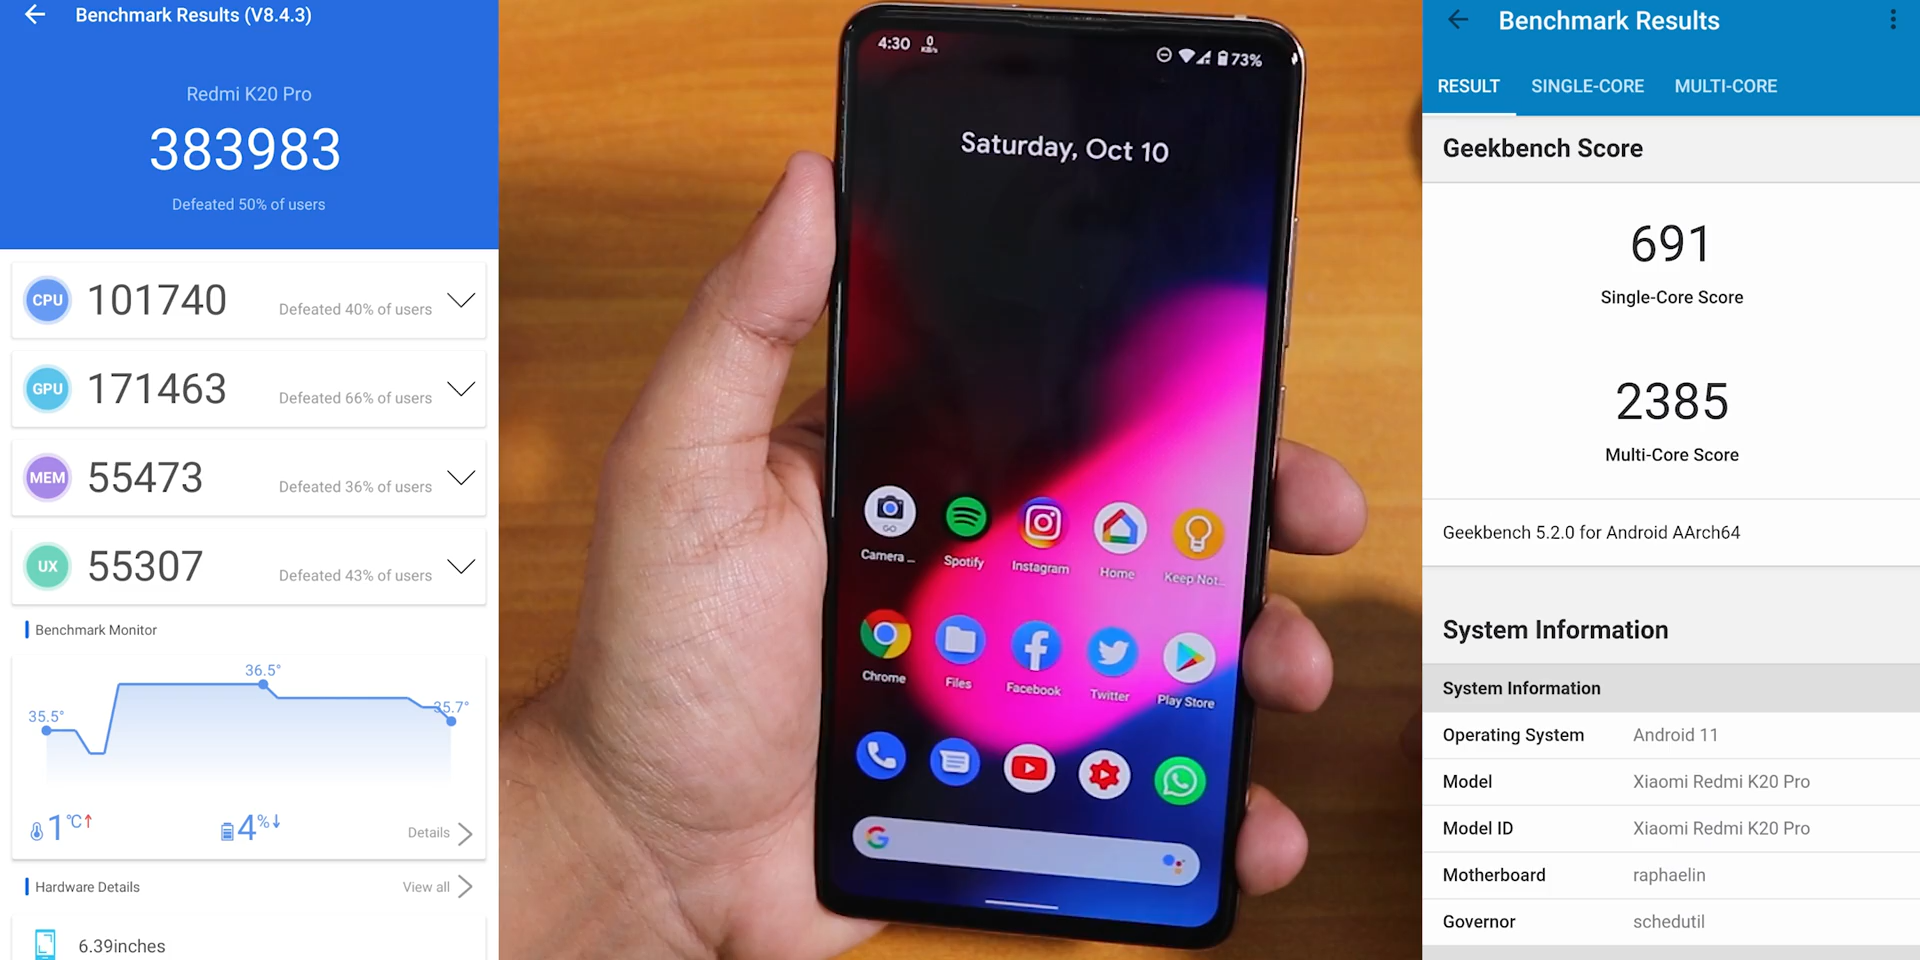 Benchmark Results (V8.4.3)
Redmi K20 Pro
383983
Defeated 50% of users
CPU 101740 Defeated 40% of users
GPU 171463 Defeated 66% of users
MEM 55473 Defeated 36% of users
UX 55307 Defeated 43% of users
Benchmark Monitor
36.5°
35.5°
35.7°
1°C↑ 4%↓ Details
Hardware Details View all
6.39inches
4:30 0 KB/s 73%
Saturday, Oct 10
GO
Camera ... Spotify Instagram Home Keep Not...
Chrome Files Facebook Twitter Play Store
Benchmark Results
RESULT SINGLE-CORE MULTI-CORE
Geekbench Score
691
Single-Core Score
2385
Multi-Core Score
Geekbench 5.2.0 for Android AArch64
System Information
System Information
Operating System Android 11
Model Xiaomi Redmi K20 Pro
Model ID Xiaomi Redmi K20 Pro
Motherboard raphaelin
Governor schedutil